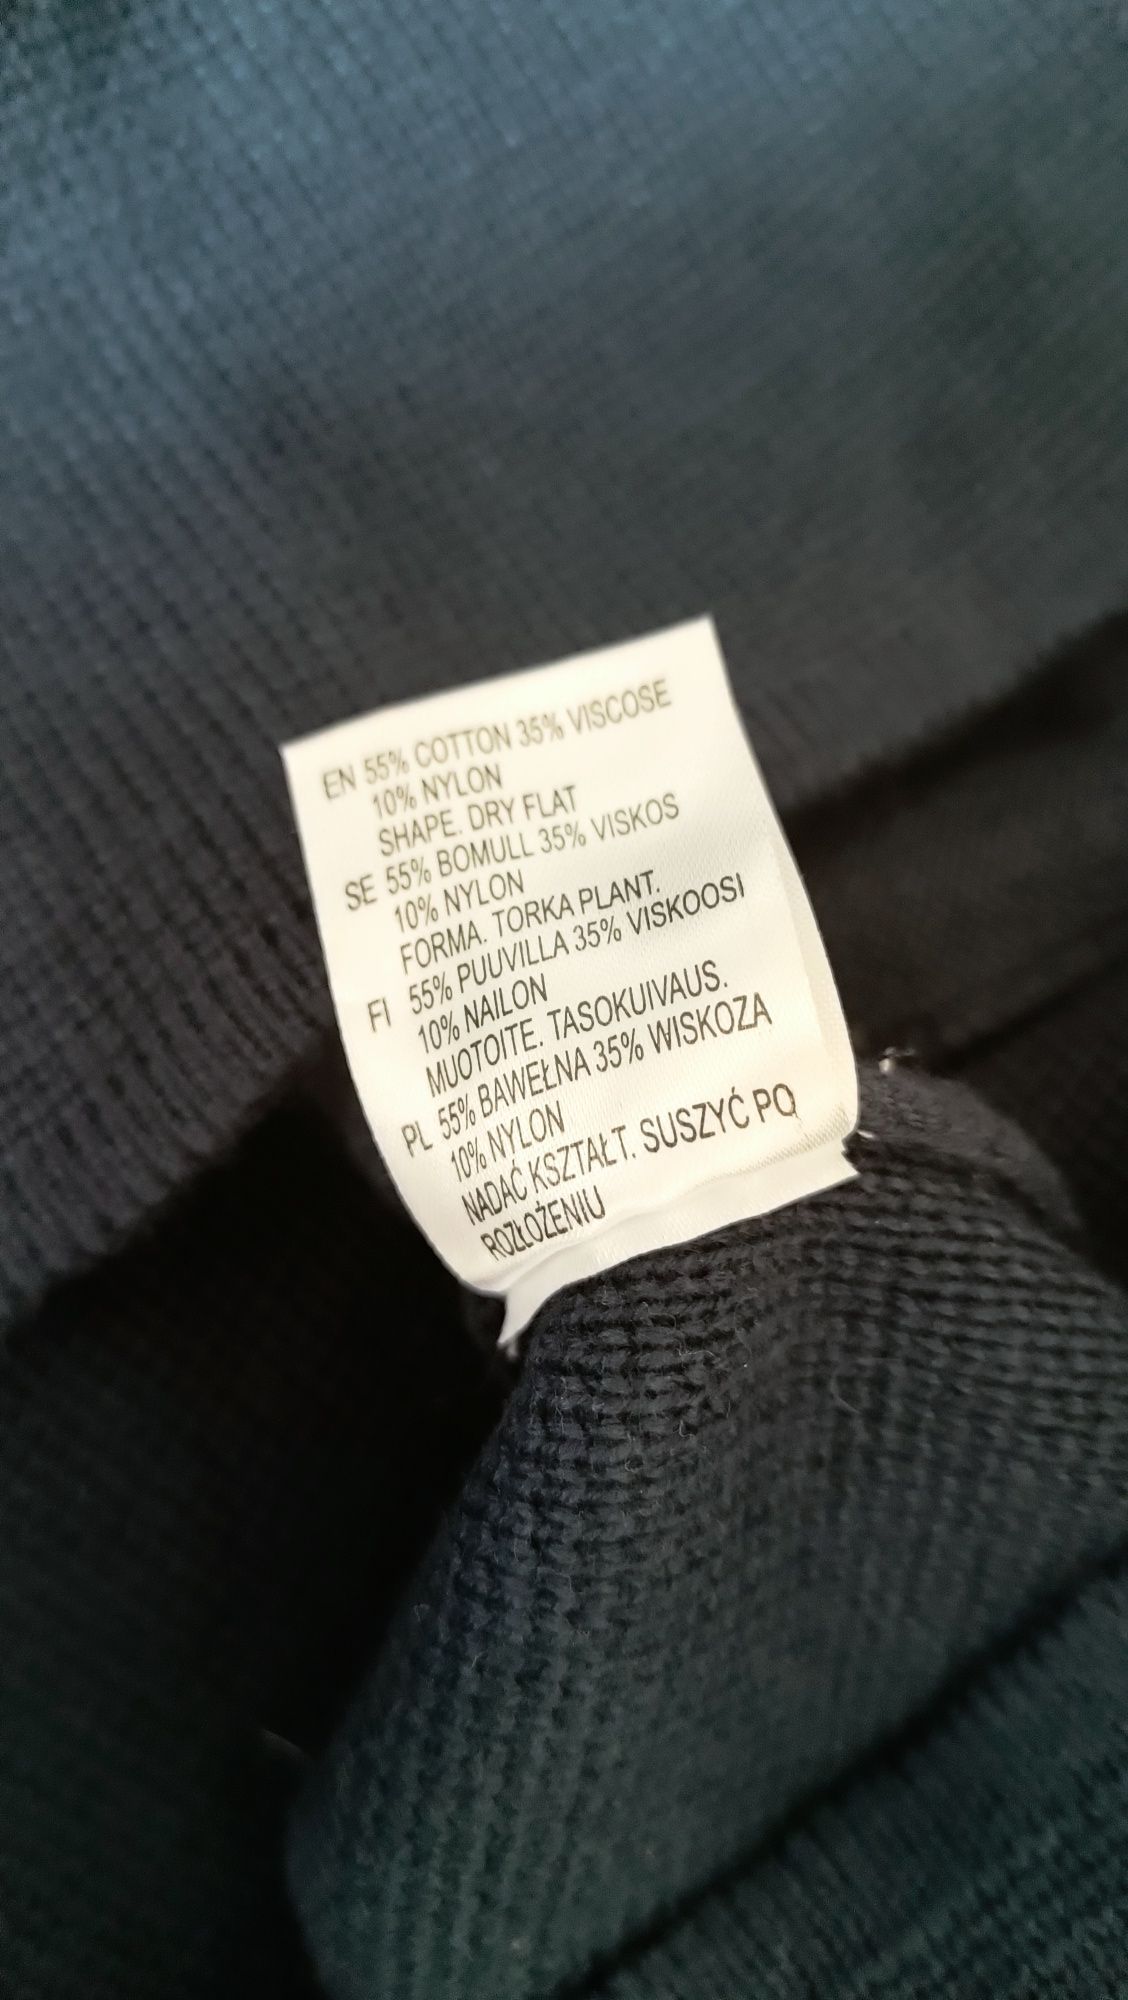 EN 55% COTTON 35% VISCOSE
10% NYLON
SHAPE. DRY FLAT
SE 55% BOMULL 35% VISKOS
10% NYLON
FORMA. TORKA PLANT.
FI 55% PUUVILLA 35% VISKOOSI
10% NAILON
MUOTOITE. TASOKUIVAUS.
PL 55% BAWEŁNA 35% WISKOZA
10% NYLON
NADAĆ KSZTAŁT. SUSZYĆ PO
ROZŁOŻENIU